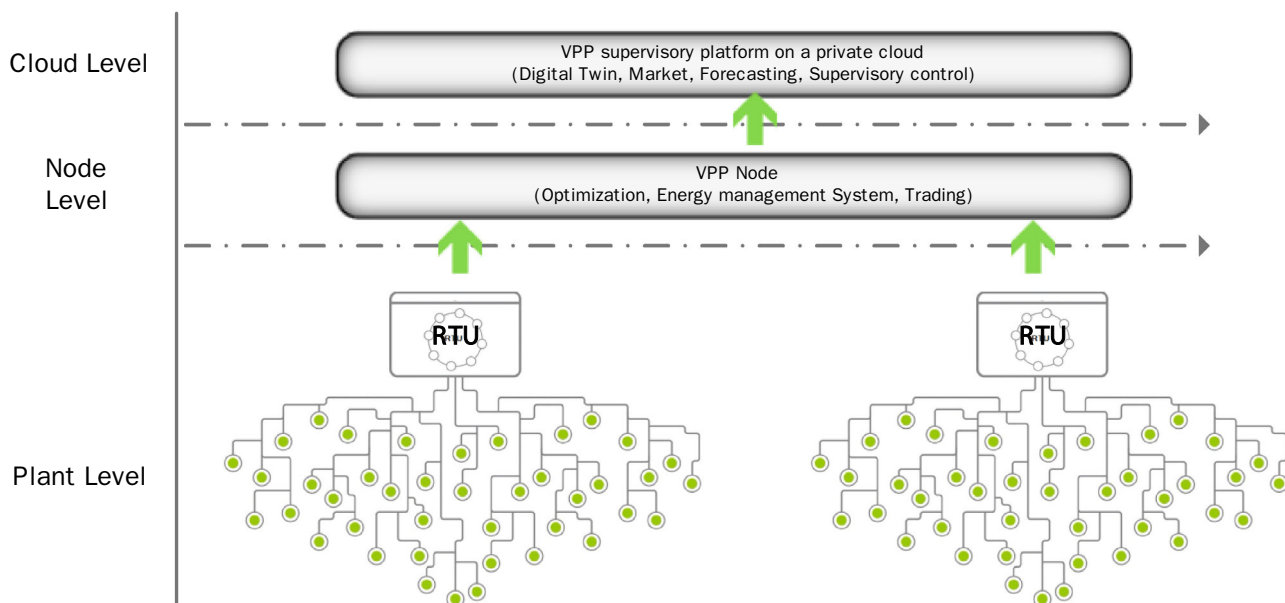 Cloud Level
VPP supervisory platform on a private cloud
(Digital Twin, Market, Forecasting, Supervisory control)
Node
Level
VPP Node
(Optimization, Energy management System, Trading)
RTU
RTU
Plant Level